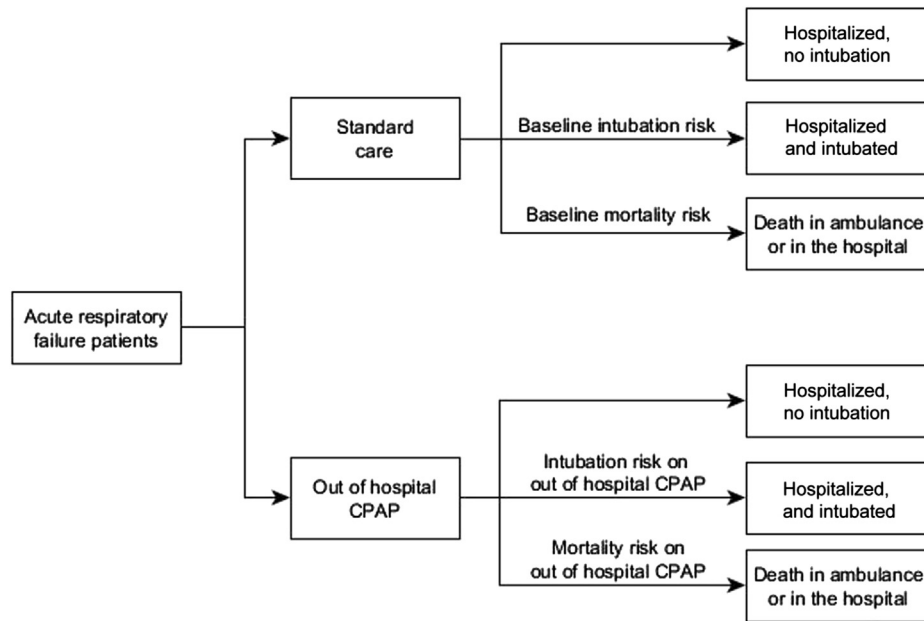 Hospitalized,
no intubation
Standard
care
Baseline intubation risk
Hospitalized
and intubated
Baseline mortality risk
Death in ambulance
or in the hospital
Acute respiratory
failure patients
Hospitalized,
no intubation
Out of hospital
CPAP
Intubation risk on
out of hospital CPAP
Hospitalized,
and intubated
Mortality risk on
out of hospital CPAP
Death in ambulance
or in the hospital